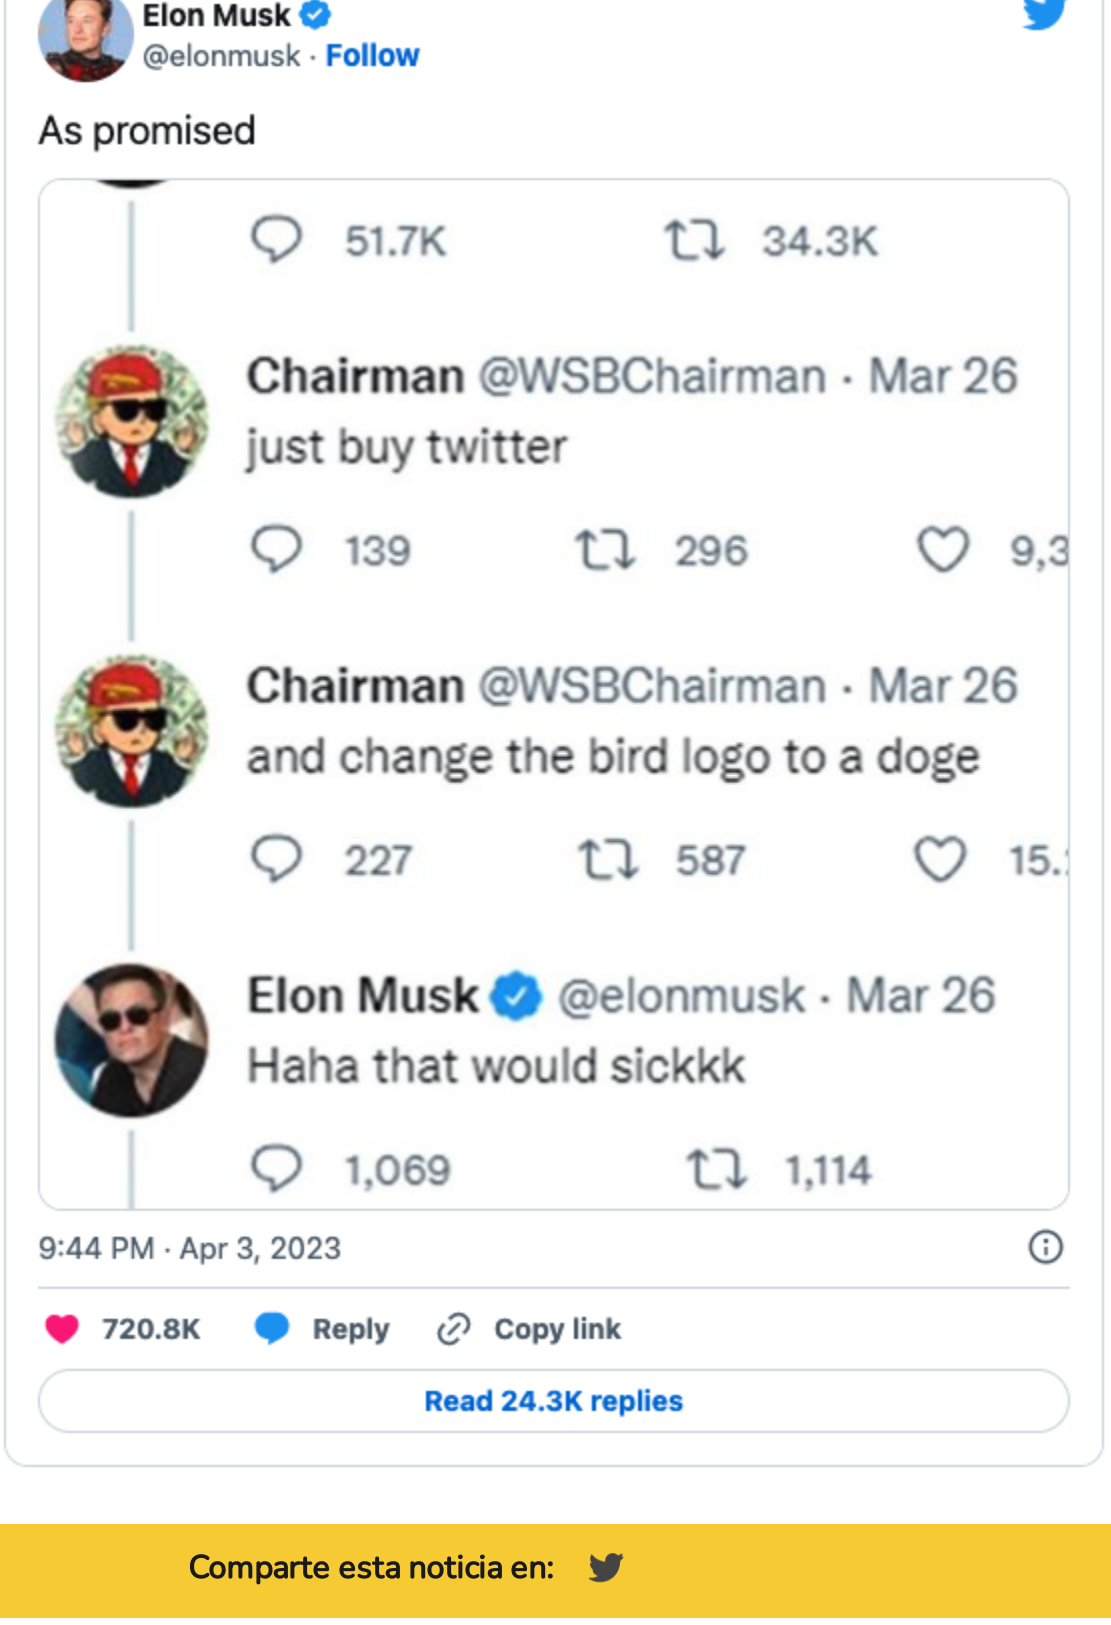 Elon Musk
@elonmusk · Follow
As promised
51.7K 34.3K
Chairman @WSBChairman · Mar 26
just buy twitter
139 296 9,3
Chairman @WSBChairman · Mar 26
and change the bird logo to a doge
227 587 15.
Elon Musk @elonmusk · Mar 26
Haha that would sickkk
1,069 1,114
9:44 PM · Apr 3, 2023
720.8K Reply Copy link
Read 24.3K replies
Comparte esta noticia en: